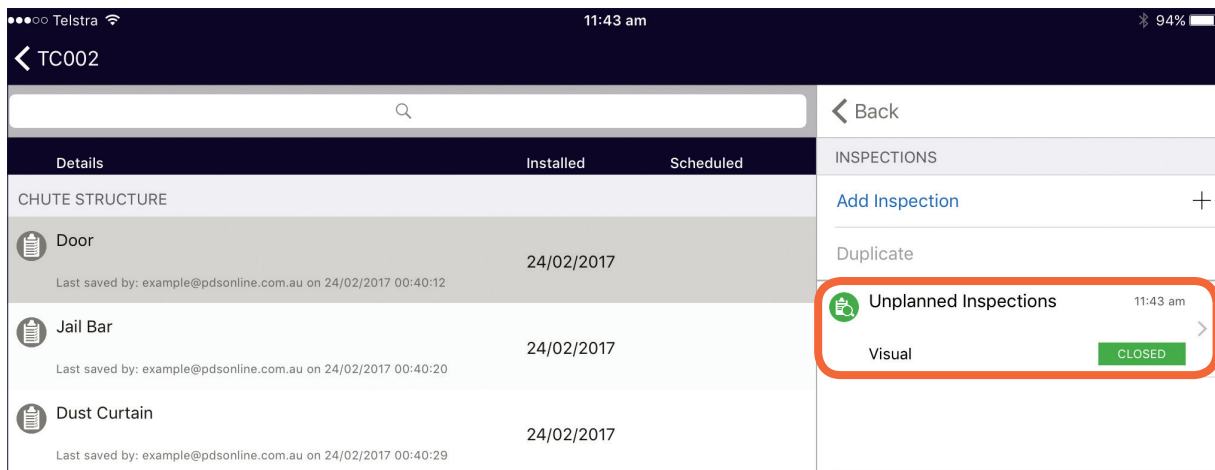 Telstra 11:43 am 94%
TC002
Back
Details Installed Scheduled
INSPECTIONS
CHUTE STRUCTURE
Add Inspection +
Door
24/02/2017
Last saved by: example@pdsonline.com.au on 24/02/2017 00:40:12
Duplicate
Jail Bar
24/02/2017
Last saved by: example@pdsonline.com.au on 24/02/2017 00:40:20
Unplanned Inspections 11:43 am
Visual CLOSED
Dust Curtain
24/02/2017
Last saved by: example@pdsonline.com.au on 24/02/2017 00:40:29